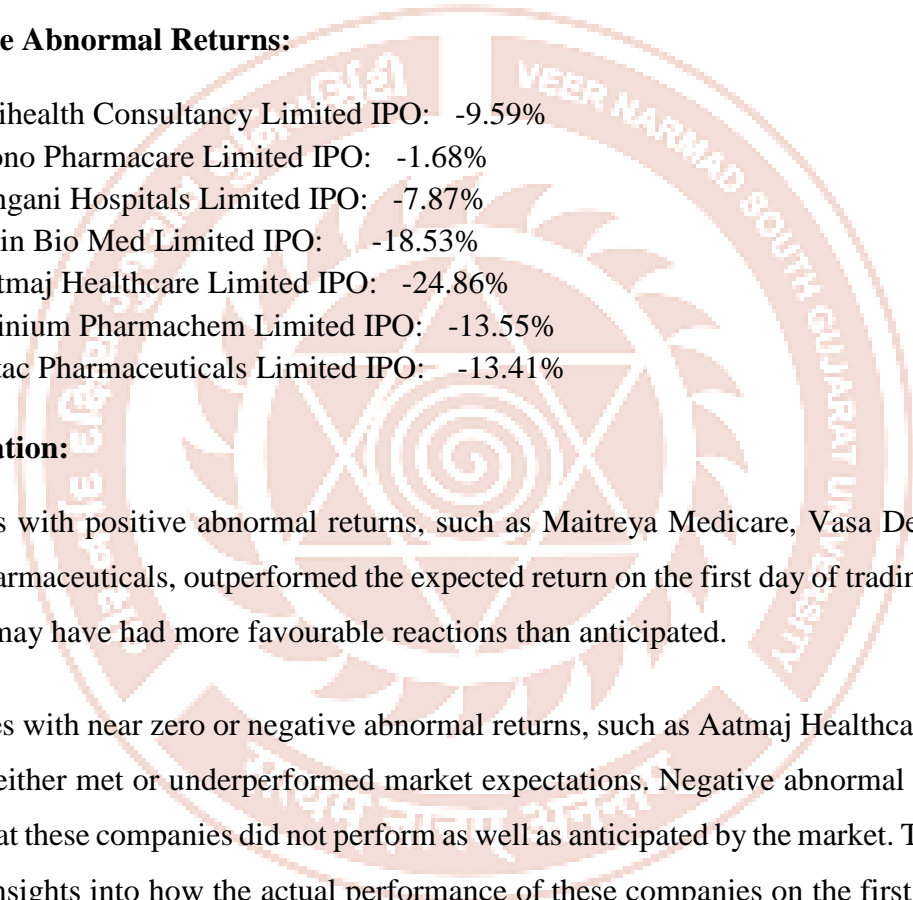 e Abnormal Returns:
ihealth Consultancy Limited IPO: -9.59%
ono Pharmacare Limited IPO: -1.68%
ngani Hospitals Limited IPO: -7.87%
in Bio Med Limited IPO: -18.53%
tmaj Healthcare Limited IPO: -24.86%
inium Pharmachem Limited IPO: -13.55%
tac Pharmaceuticals Limited IPO: -13.41%
ation:
s with positive abnormal returns, such as Maitreya Medicare, Vasa De
armaceuticals, outperformed the expected return on the first day of tradin
may have had more favourable reactions than anticipated.
es with near zero or negative abnormal returns, such as Aatmaj Healthca
either met or underperformed market expectations. Negative abnormal
at these companies did not perform as well as anticipated by the market. T
nsights into how the actual performance of these companies on the first
VEER NARMAD SOUTH GUJARAT UNIVERSITY